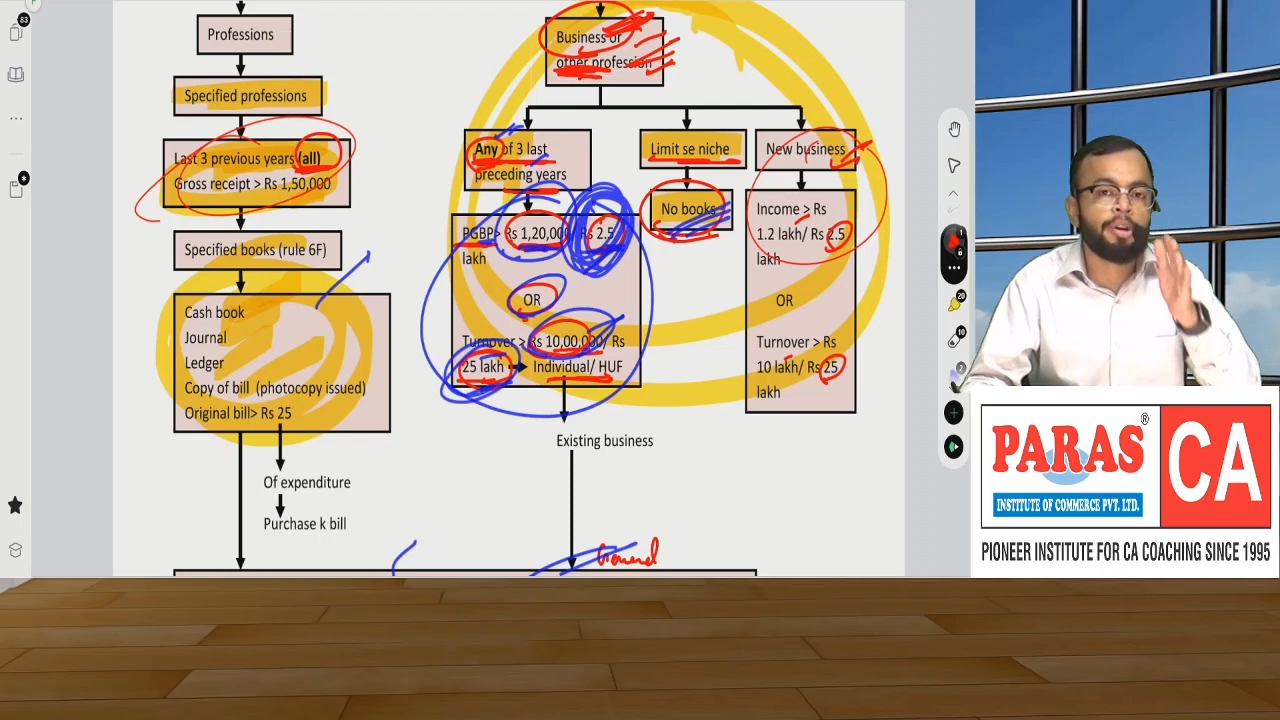 Professions
Specified professions
Last 3 previous years (all)
Gross receipt > Rs 1,50,000
Specified books (rule 6F)
Cash book
Journal
Ledger
Copy of bill (photocopy issued)
Original bill> Rs 25
Of expenditure
Purchase k bill
Business or
other profession
Any of 3 last
preceding years
PGBP> Rs 1,20,000/ Rs 2.5
lakh
OR
Turnover > Rs 10,00,000/ Rs
25 lakh Individual/ HUF
Existing business
Limit se niche
No books
New business
Income > Rs
1.2 lakh/ Rs 2.5
lakh
OR
Turnover > Rs
10 lakh/ Rs 25
lakh
83
1
20
10
2
PARAS ®
INSTITUTE OF COMMERCE PVT. LTD.
CA
PIONEER INSTITUTE FOR CA COACHING SINCE 1995